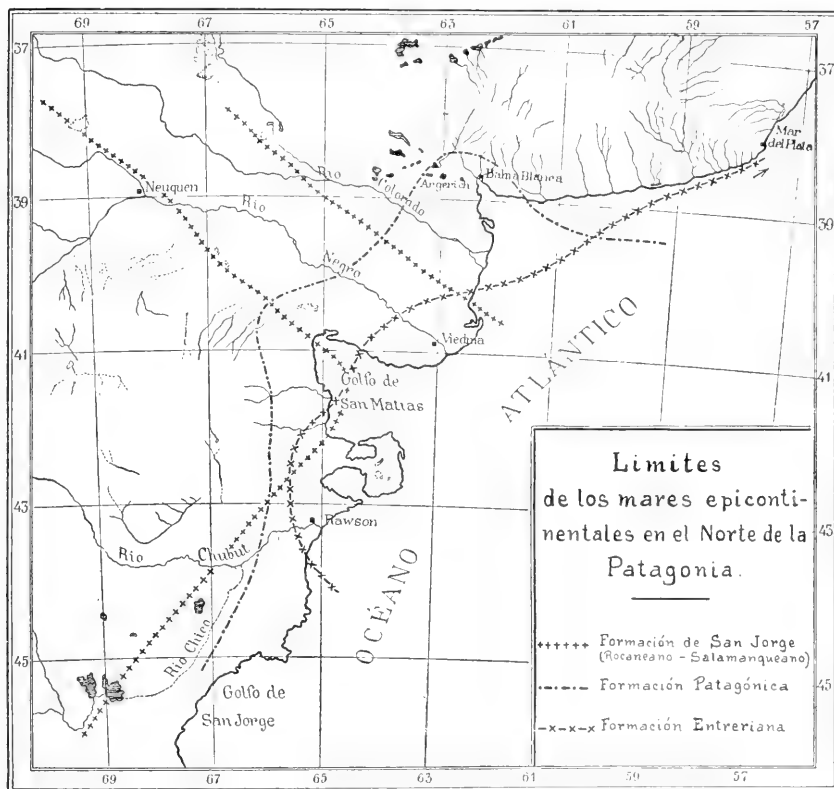 69 67 65 63 61 59 57
37 37
Mar
del Plata
Rio
Colorado
Argerich
Bahia Blanca
Neuquen
39 39
Rio
Negro
Viedma
41 41
Golfo de
San Matias
ATLANTICO
OCÉANO
43 43
Rawson
Rio Chubut
Rio Chico
45 45
Golfo de
San Jorge
Limites
de los mares epiconti-
nentales en el Norte de la
Patagonia.
Formación de San Jorge
(Rocaneano - Salamanqueano)
Formación Patagónica
Formación Entreriana
69 67 65 63 61 59 57